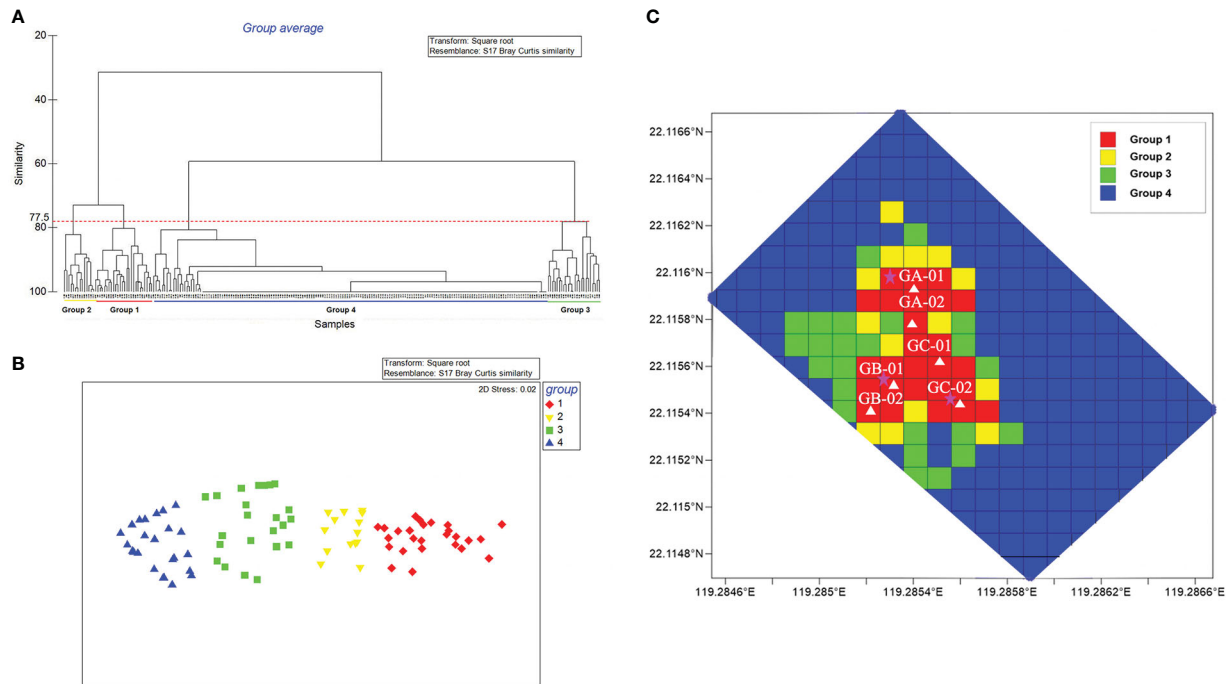 A
Group average
Transform: Square root
Resemblance: S17 Bray Curtis similarity
20
40
60
77.5
80
100
Similarity
Group 2
Group 1
Group 4
Group 3
Samples
B
Transform: Square root
Resemblance: S17 Bray Curtis similarity
2D Stress: 0.02
group
1
2
3
4
C
22.1166°N
22.1164°N
22.1162°N
22.116°N
22.1158°N
22.1156°N
22.1154°N
22.1152°N
22.115°N
22.1148°N
Group 1
Group 2
Group 3
Group 4
GA-01
GA-02
GC-01
GB-01
GC-02
GB-02
119.2846°E
119.285°E
119.2854°E
119.2858°E
119.2862°E
119.2866°E